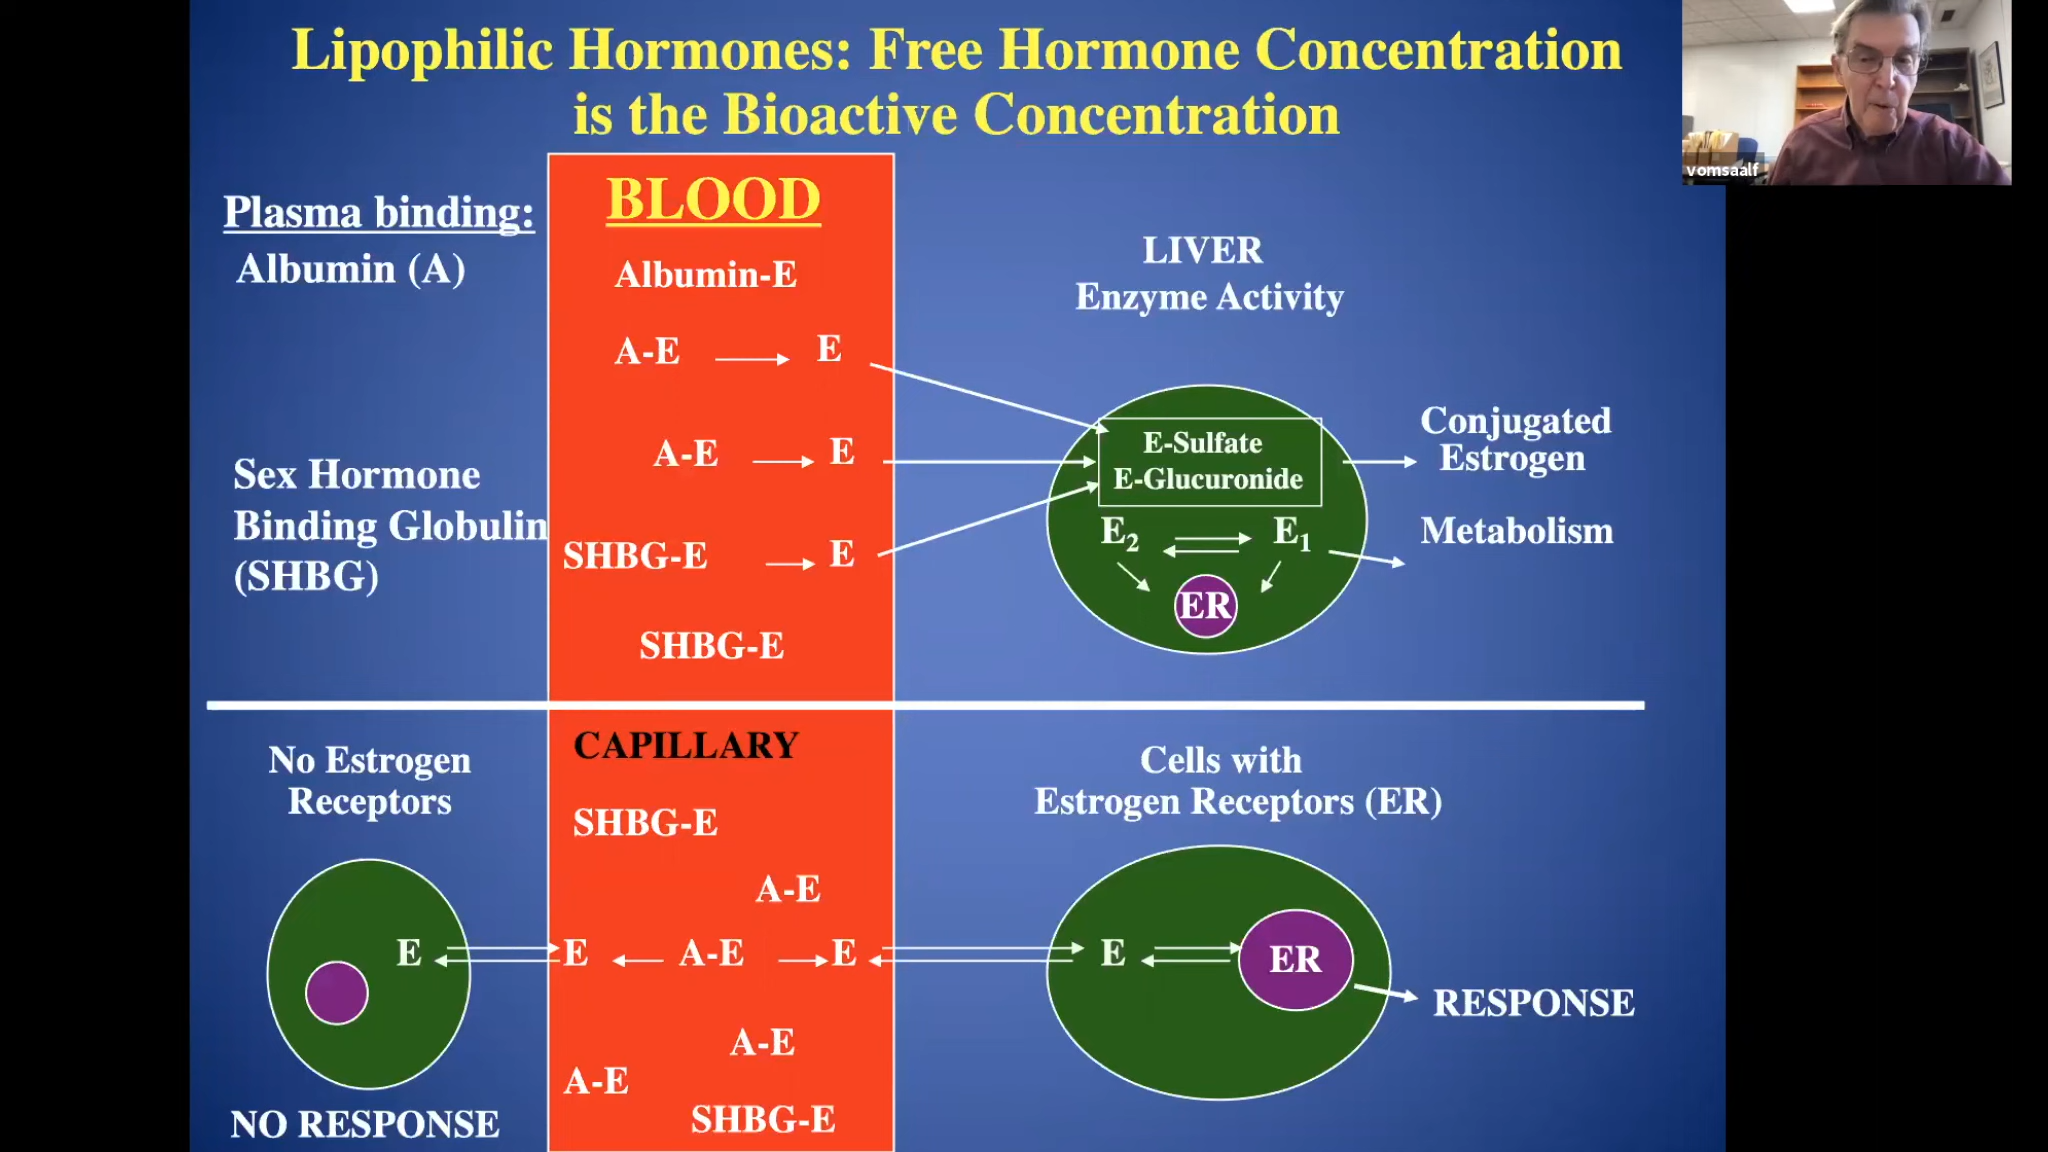 Lipophilic Hormones: Free Hormone Concentration
is the Bioactive Concentration
vomsaalf
Plasma binding:
Albumin (A)
Sex Hormone
Binding Globulin
(SHBG)
BLOOD
Albumin-E
A-E E
A-E E
SHBG-E E
SHBG-E
LIVER
Enzyme Activity
E-Sulfate
E-Glucuronide
E₂ E₁
ER
Conjugated
Estrogen
Metabolism
No Estrogen
Receptors
E
NO RESPONSE
CAPILLARY
SHBG-E
A-E
E A-E E
A-E
A-E
SHBG-E
Cells with
Estrogen Receptors (ER)
E ER
RESPONSE